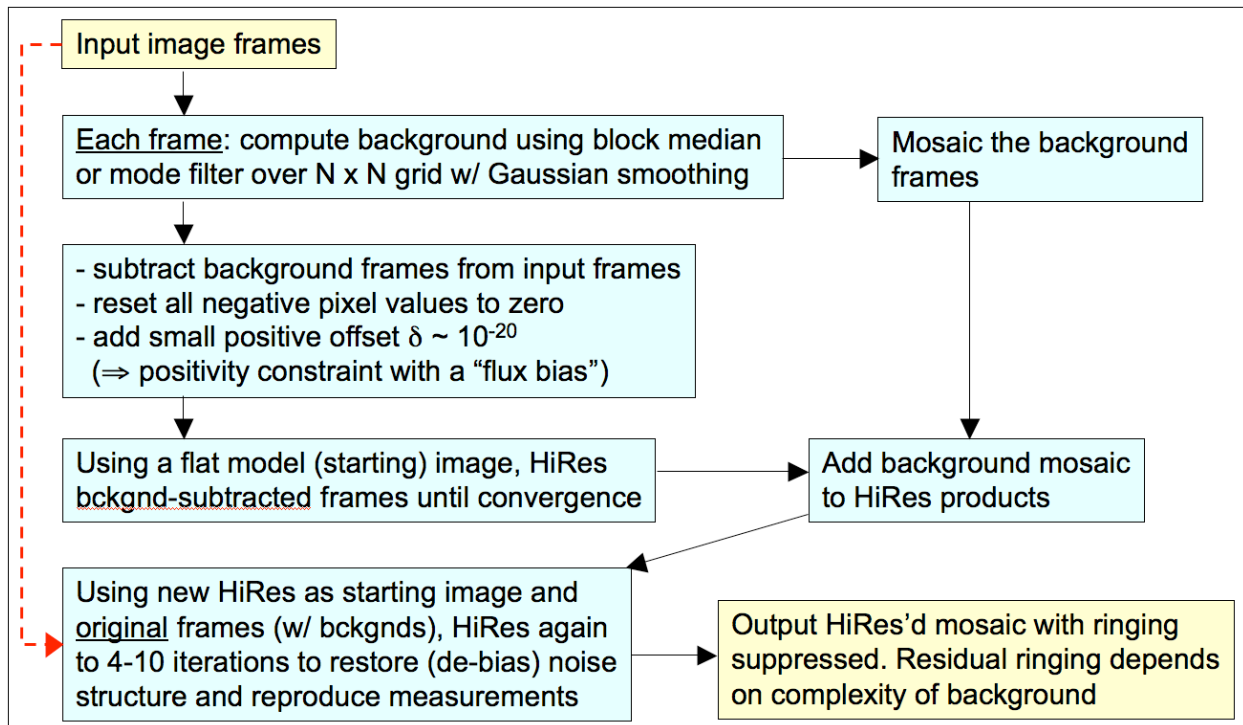 Input image frames
Each frame: compute background using block median
or mode filter over N x N grid w/ Gaussian smoothing
Mosaic the background
frames
- subtract background frames from input frames
- reset all negative pixel values to zero
- add small positive offset δ ~ 10⁻²⁰
(⇒ positivity constraint with a “flux bias”)
Using a flat model (starting) image, HiRes
bckgnd-subtracted frames until convergence
Add background mosaic
to HiRes products
Using new HiRes as starting image and
original frames (w/ bckgnds), HiRes again
to 4-10 iterations to restore (de-bias) noise
structure and reproduce measurements
Output HiRes’d mosaic with ringing
suppressed. Residual ringing depends
on complexity of background